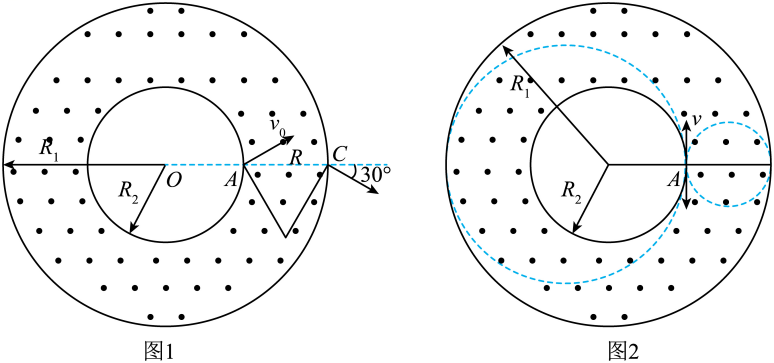 R₁
R₂
O
A
v₀
R
C
30°
图1
R₁
R₂
A
v
图2